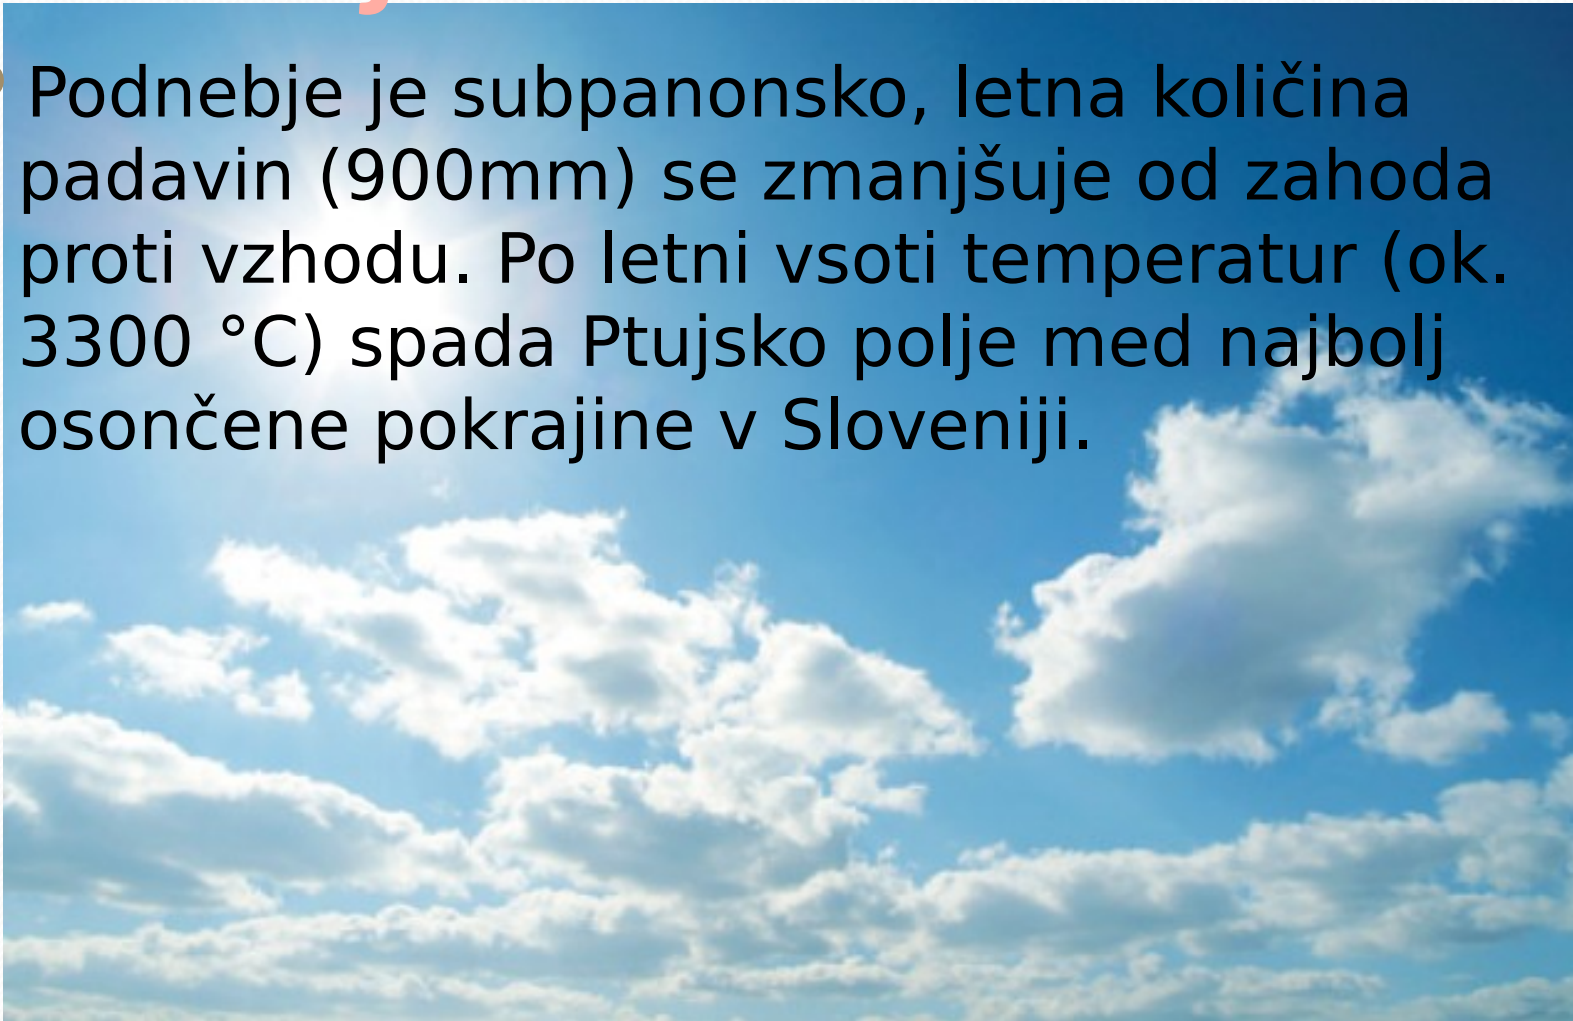 Podnebje je subpanonsko, letna količina
padavin (900mm) se zmanjšuje od zahoda
proti vzhodu. Po letni vsoti temperatur (ok.
3300 °C) spada Ptujsko polje med najbolj
osončene pokrajine v Sloveniji.